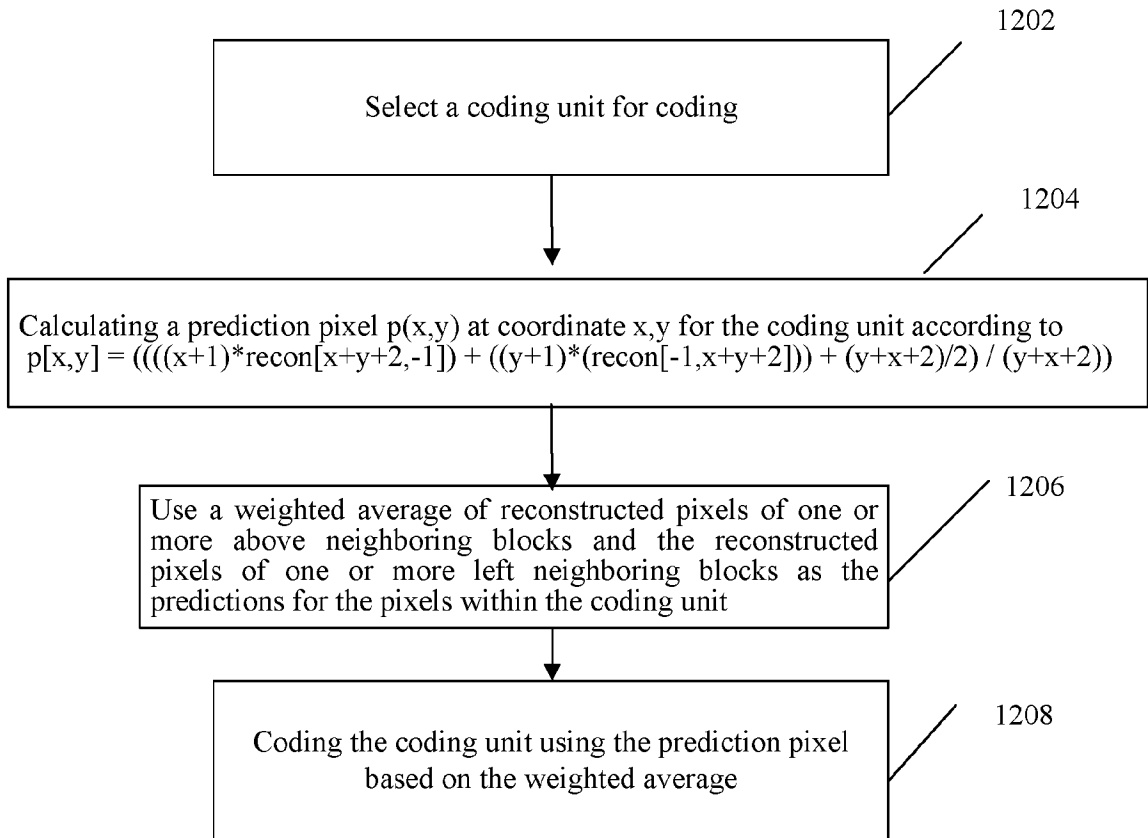 1202
Select a coding unit for coding
1204
Calculating a prediction pixel p(x,y) at coordinate x,y for the coding unit according to
p[x,y] = ((((x+1)*recon[x+y+2,-1]) + ((y+1)*(recon[-1,x+y+2])) + (y+x+2)/2) / (y+x+2))
1206
Use a weighted average of reconstructed pixels of one or
more above neighboring blocks and the reconstructed
pixels of one or more left neighboring blocks as the
predictions for the pixels within the coding unit
1208
Coding the coding unit using the prediction pixel
based on the weighted average